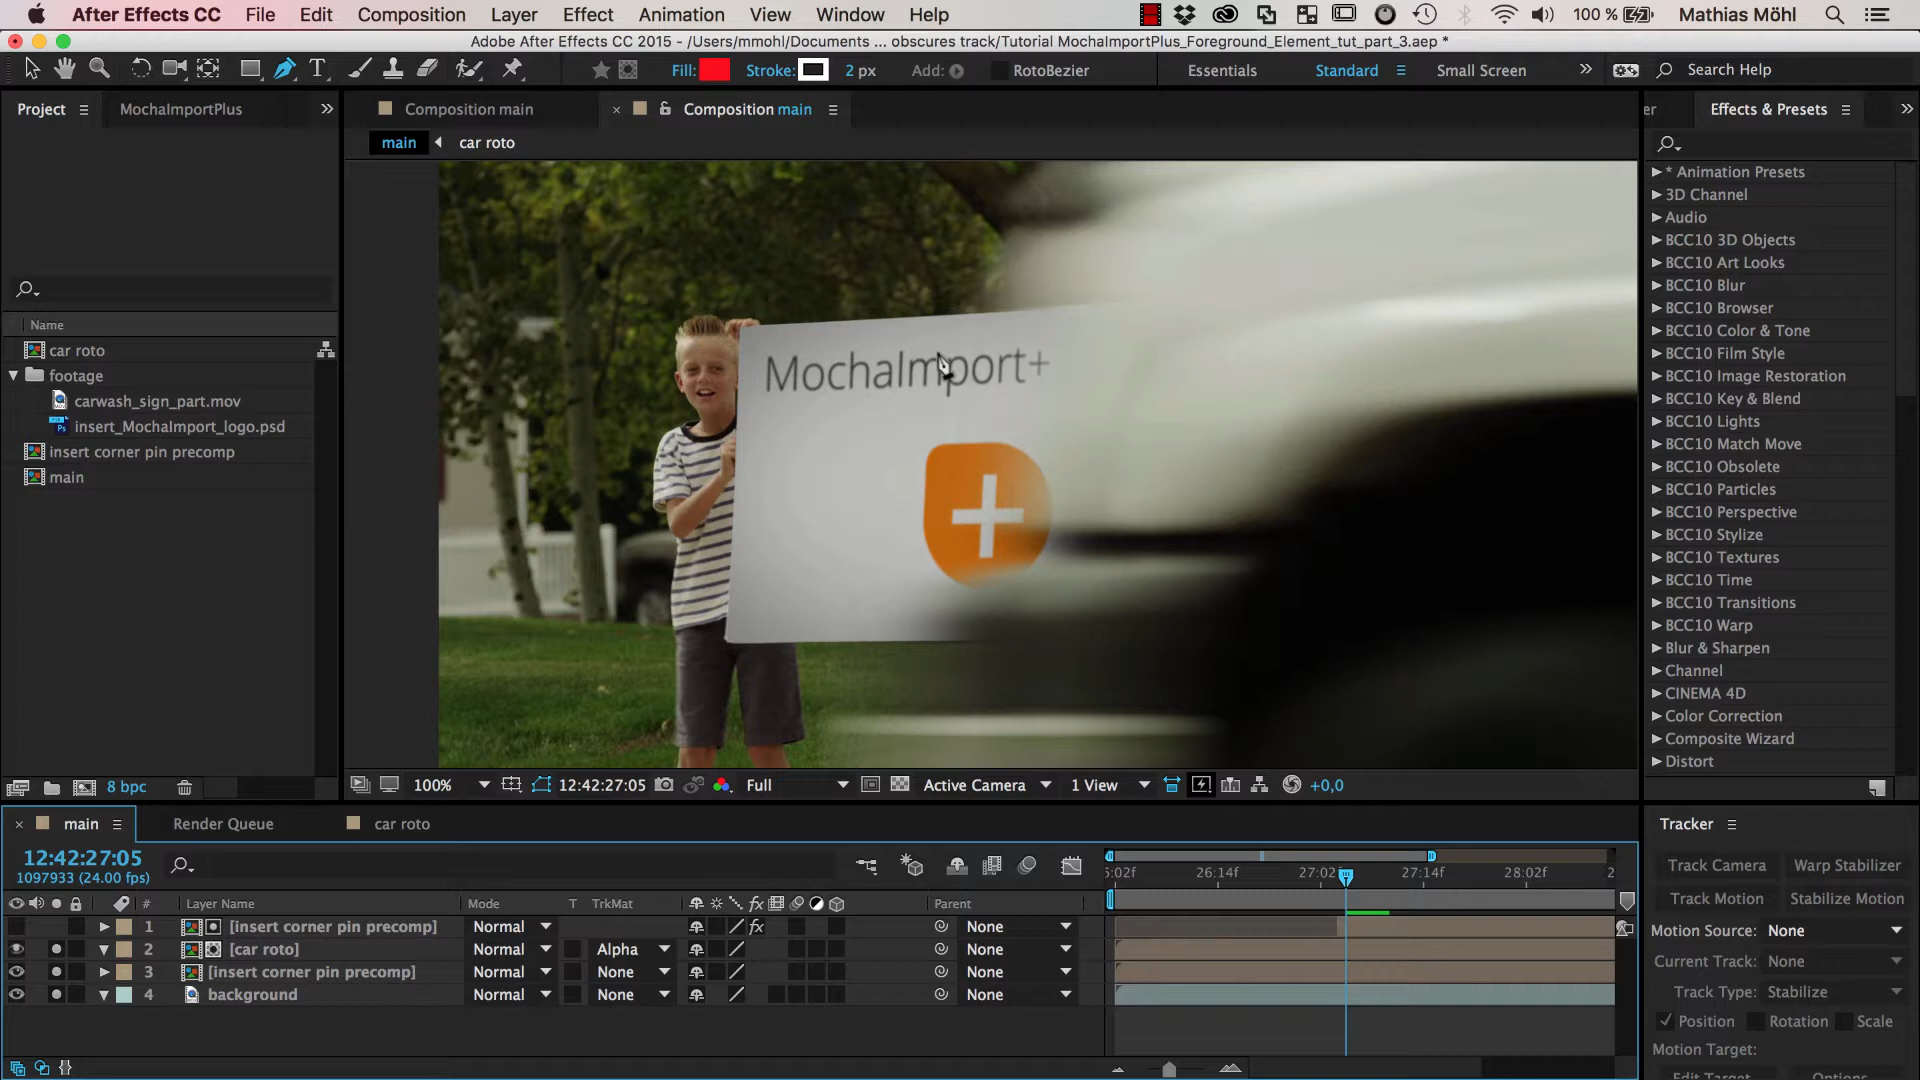 After Effects CC File Edit Composition Layer Effect Animation View Window Help 100 % Mathias Möhl
Adobe After Effects CC 2015 - /Users/mmohl/Documents ... obscures track/Tutorial MochaImportPlus_Foreground_Element_tut_part_3.aep *
Fill: Stroke: 2 px Add: RotoBezier Essentials Standard Small Screen Search Help
Project MochaImportPlus Composition main Composition main er Effects & Presets
main car roto
Name
car roto
footage
carwash_sign_part.mov
insert_MochaImport_logo.psd
insert corner pin precomp
main
MochaImport+
* Animation Presets
3D Channel
Audio
BCC10 3D Objects
BCC10 Art Looks
BCC10 Blur
BCC10 Browser
BCC10 Color & Tone
BCC10 Film Style
BCC10 Image Restoration
BCC10 Key & Blend
BCC10 Lights
BCC10 Match Move
BCC10 Obsolete
BCC10 Particles
BCC10 Perspective
BCC10 Stylize
BCC10 Textures
BCC10 Time
BCC10 Transitions
BCC10 Warp
Blur & Sharpen
Channel
CINEMA 4D
Color Correction
Composite Wizard
Distort
8 bpc 100% 12:42:27:05 Full Active Camera 1 View +0,0
main Render Queue car roto
12:42:27:05
1097933 (24.00 fps)
5:02f 26:14f 27:02 27:14f 28:02f 2
# Layer Name Mode T TrkMat fx Parent
1 [insert corner pin precomp] Normal fx None
2 [car roto] Normal Alpha None
3 [insert corner pin precomp] Normal None None
4 background Normal None None
Tracker
Track Camera Warp Stabilizer
Track Motion Stabilize Motion
Motion Source: None
Current Track: None
Track Type: Stabilize
Position Rotation Scale
Motion Target:
Edit Target... Options...